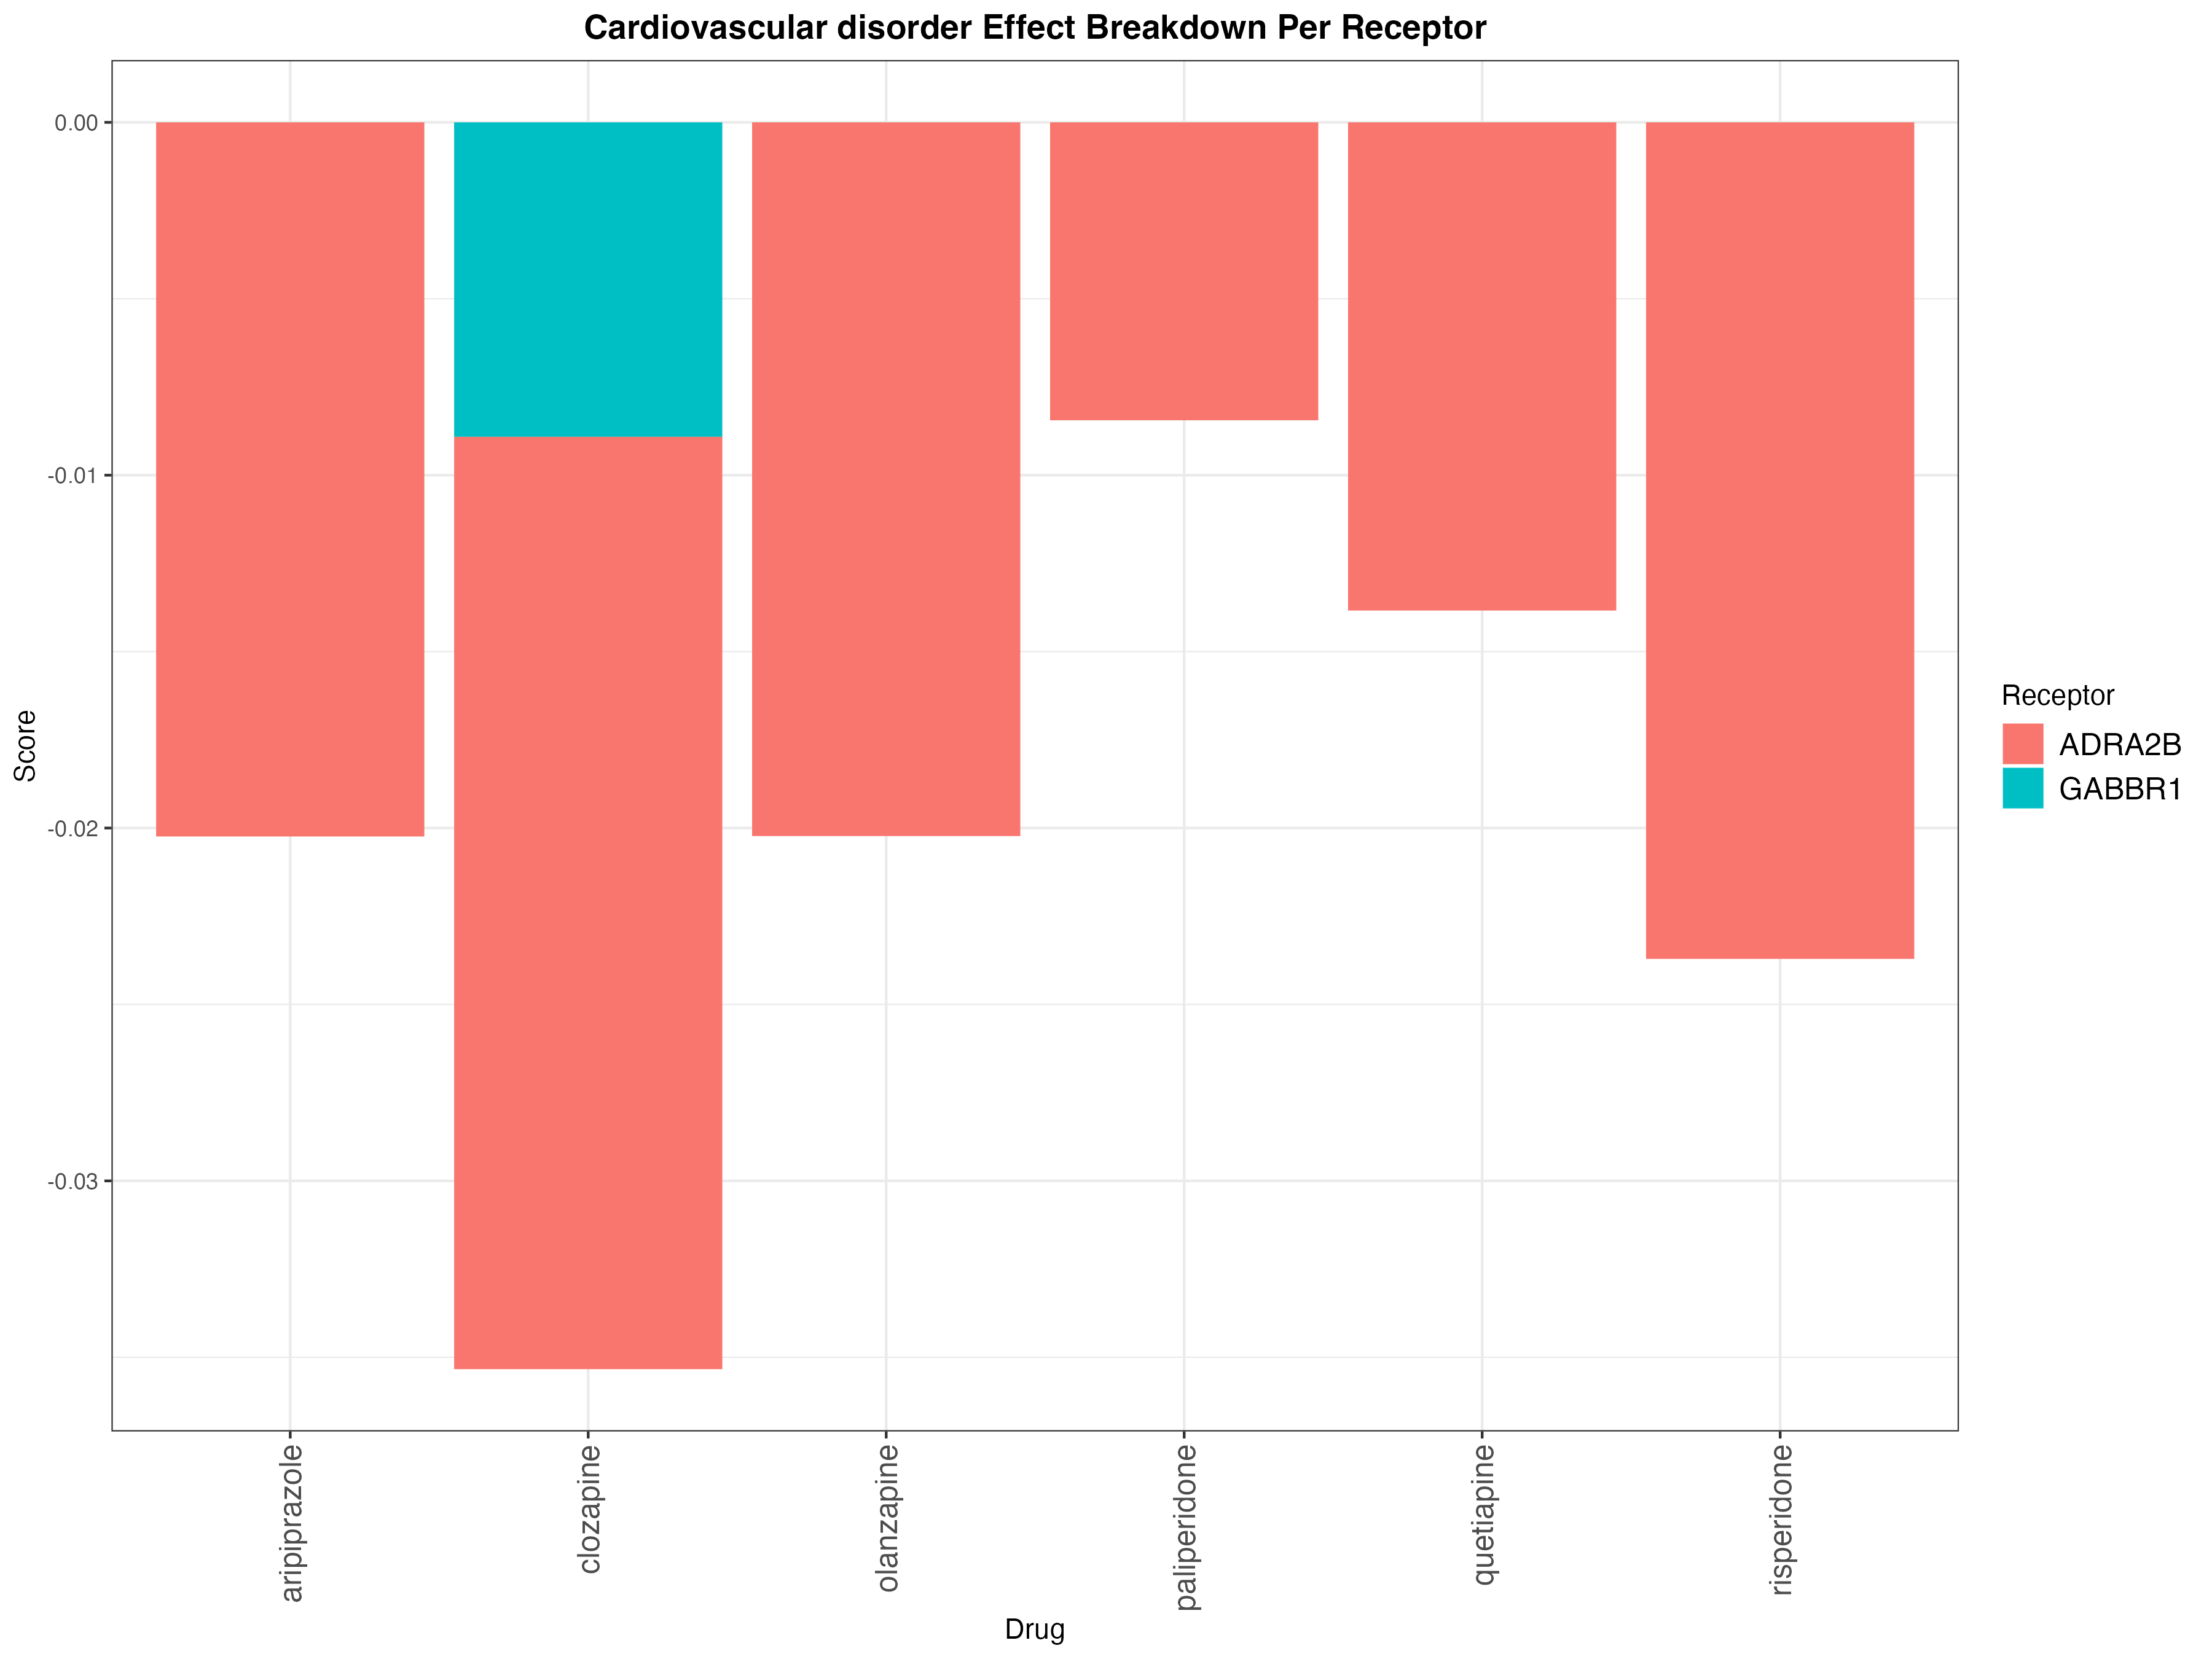 Cardiovascular disorder Effect Breakdown Per Receptor
0.00
-0.01
-0.02
-0.03
Score
aripiprazole
clozapine
olanzapine
paliperidone
quetiapine
risperidone
Drug
Receptor
ADRA2B
GABBR1